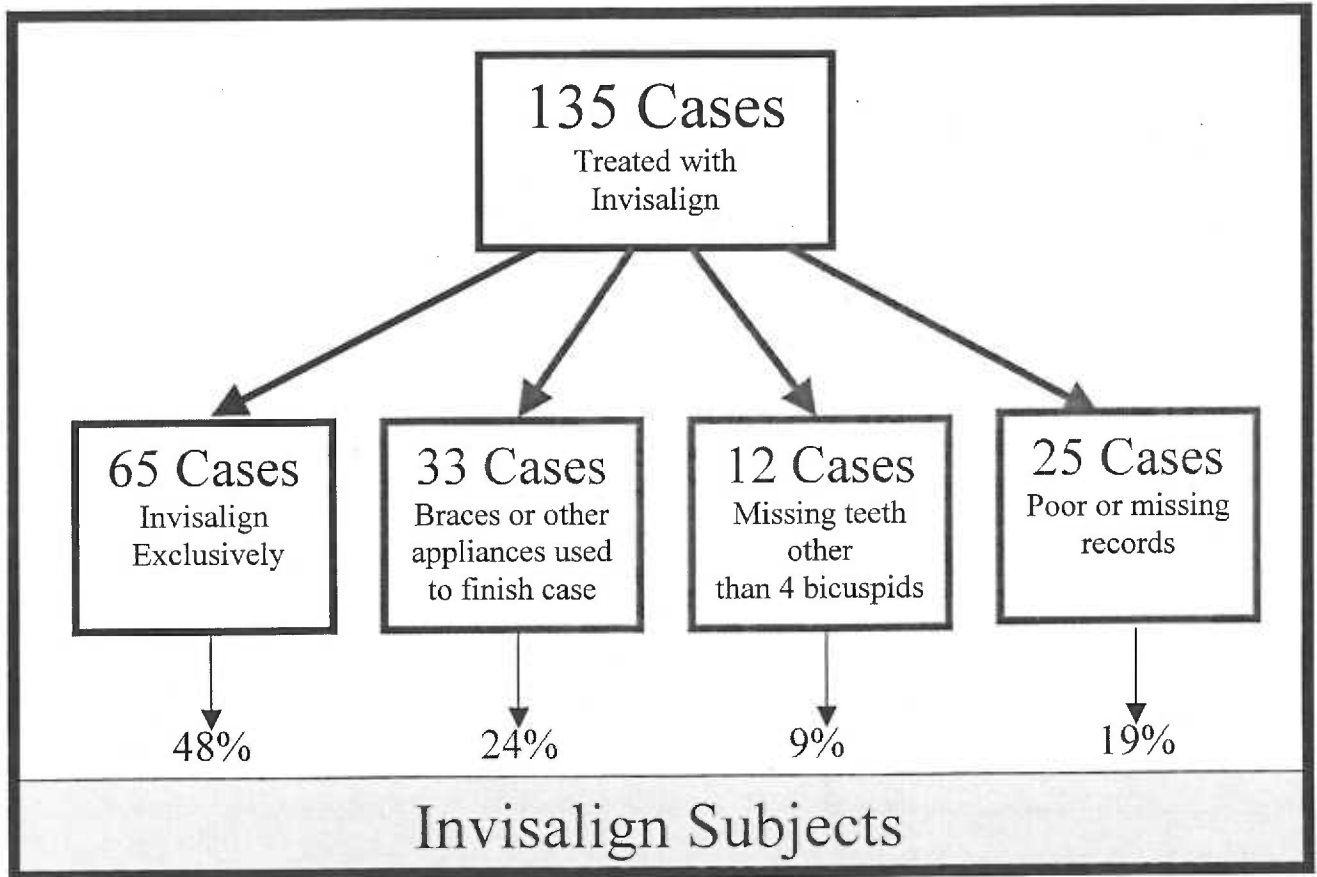 135 Cases
Treated with
Invisalign
65 Cases
Invisalign
Exclusively
33 Cases
Braces or other
appliances used
to finish case
12 Cases
Missing teeth
other
than 4 bicuspids
25 Cases
Poor or missing
records
48%
24%
9%
19%
Invisalign Subjects